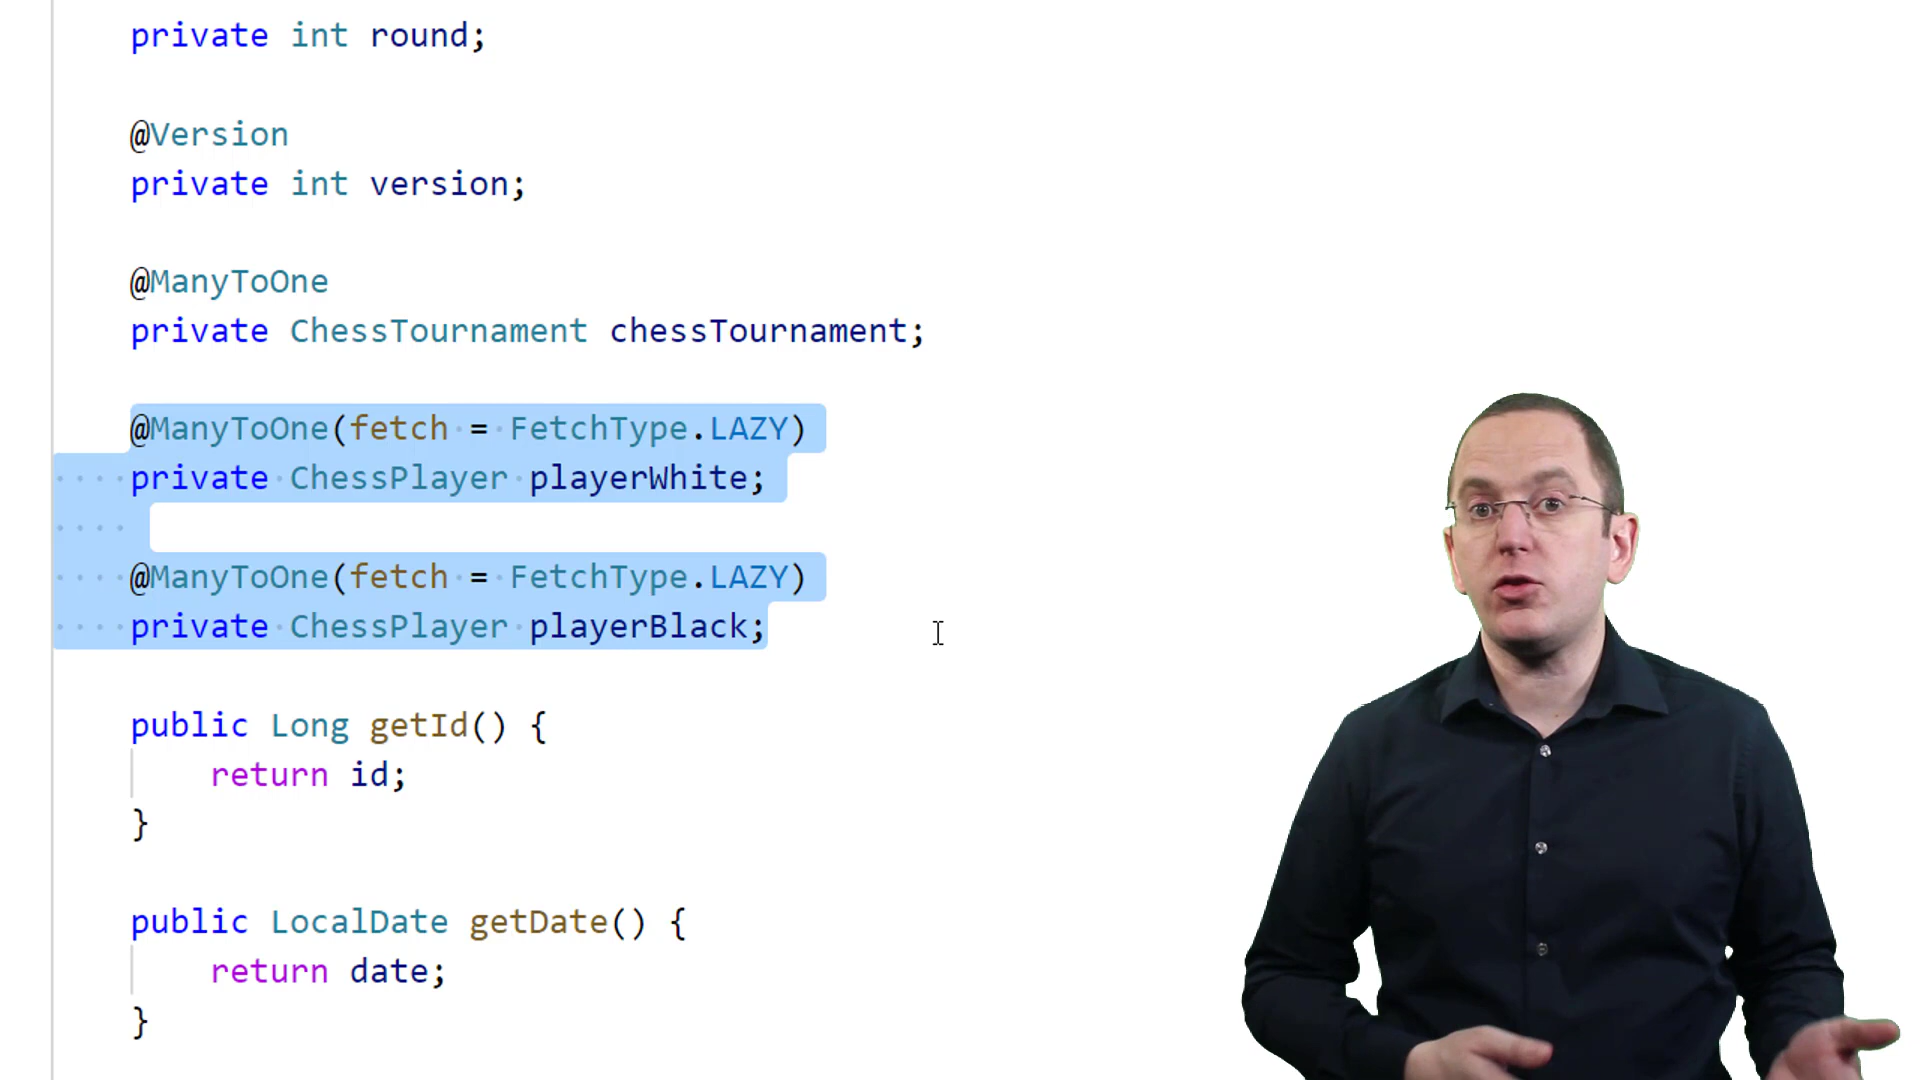 private int round;
@Version
private int version;
@ManyToOne
private ChessTournament chessTournament;
@ManyToOne(fetch = FetchType.LAZY)
private ChessPlayer playerWhite;
@ManyToOne(fetch = FetchType.LAZY)
private ChessPlayer playerBlack;
public Long getId() {
return id;
}
public LocalDate getDate() {
return date;
}